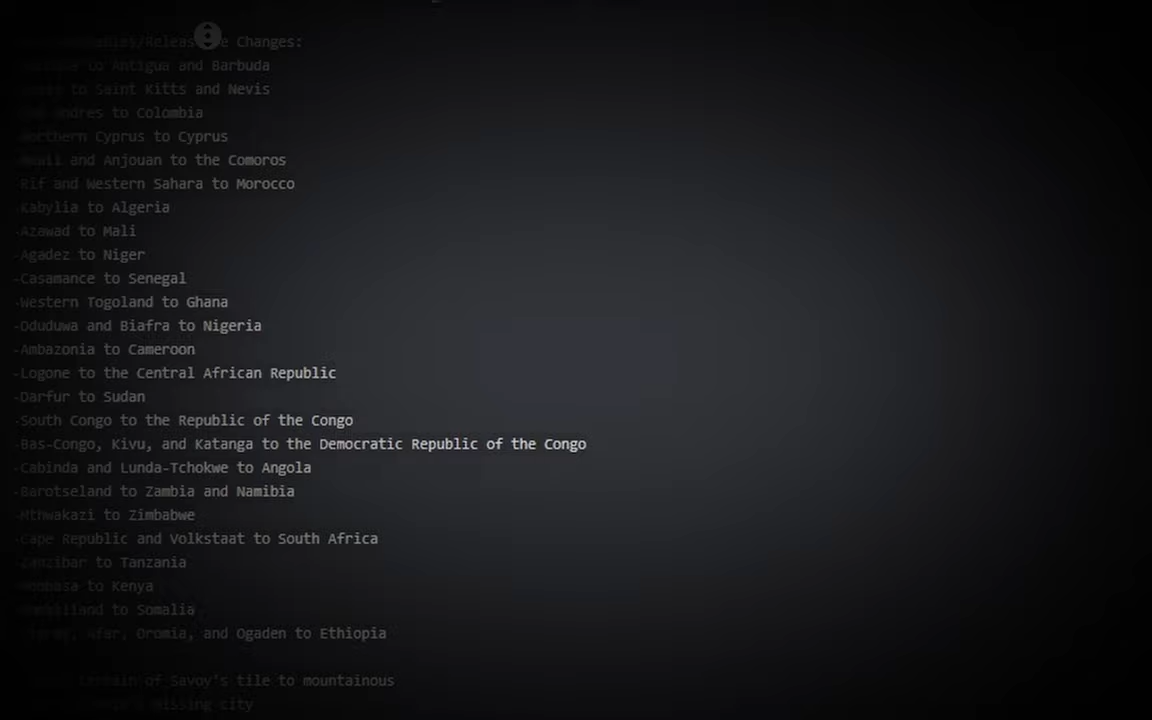 Changes:
to Antigua and Barbuda
to Saint Kitts and Nevis
Andres to Colombia
Northern Cyprus to Cyprus
and Anjouan to the Comoros
-Rif and Western Sahara to Morocco
-Kabylia to Algeria
-Azawad to Mali
-Agadez to Niger
-Casamance to Senegal
-Western Togoland to Ghana
-Oduduwa and Biafra to Nigeria
-Ambazonia to Cameroon
-Logone to the Central African Republic
-Darfur to Sudan
-South Congo to the Republic of the Congo
-Bas-Congo, Kivu, and Katanga to the Democratic Republic of the Congo
-Cabinda and Lunda-Tchokwe to Angola
-Barotseland to Zambia and Namibia
-Mthwakazi to Zimbabwe
-Cape Republic and Volkstaat to South Africa
-Zanzibar to Tanzania
Mombasa to Kenya
to Somalia
Afar, Oromia, and Ogaden to Ethiopia
terrain of Savoy's tile to mountainous
missing city